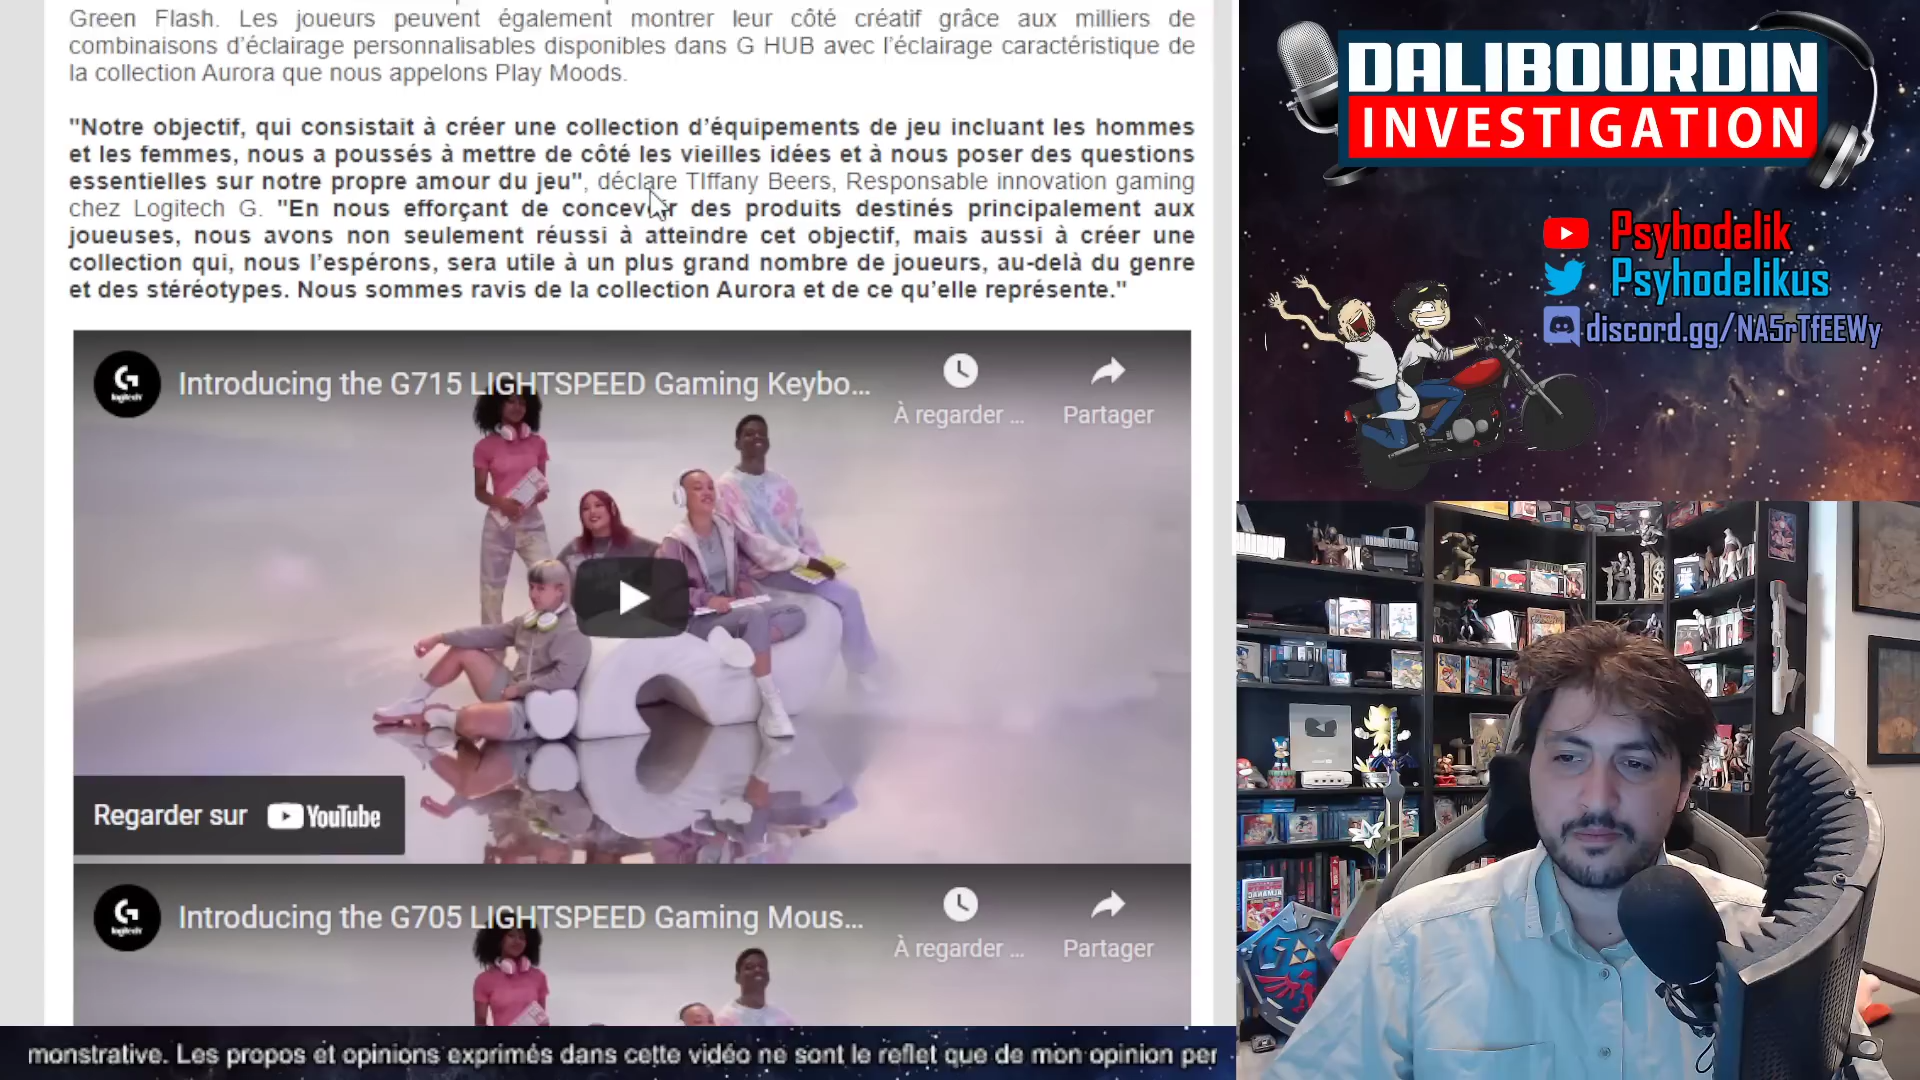 Green Flash. Les joueurs peuvent également montrer leur côté créatif grâce aux milliers de
combinaisons d'éclairage personnalisables disponibles dans G HUB avec l'éclairage caractéristique de
la collection Aurora que nous appelons Play Moods.
"Notre objectif, qui consistait à créer une collection d'équipements de jeu incluant les hommes
et les femmes, nous a poussés à mettre de côté les vieilles idées et à nous poser des questions
essentielles sur notre propre amour du jeu", déclare TIffany Beers, Responsable innovation gaming
chez Logitech G. "En nous efforçant de concevoir des produits destinés principalement aux
joueuses, nous avons non seulement réussi à atteindre cet objectif, mais aussi à créer une
collection qui, nous l'espérons, sera utile à un plus grand nombre de joueurs, au-delà du genre
et des stéréotypes. Nous sommes ravis de la collection Aurora et de ce qu'elle représente."
Introducing the G715 LIGHTSPEED Gaming Keybo...
À regarder ...
Partager
Regarder sur YouTube
Introducing the G705 LIGHTSPEED Gaming Mous...
À regarder ...
Partager
monstrative. Les propos et opinions exprimés dans cette vidéo ne sont le reflet que de mon opinion per
DALIBOURDIN
INVESTIGATION
Psyhodelik
Psyhodelikus
discord.gg/NA5rTfEEWy